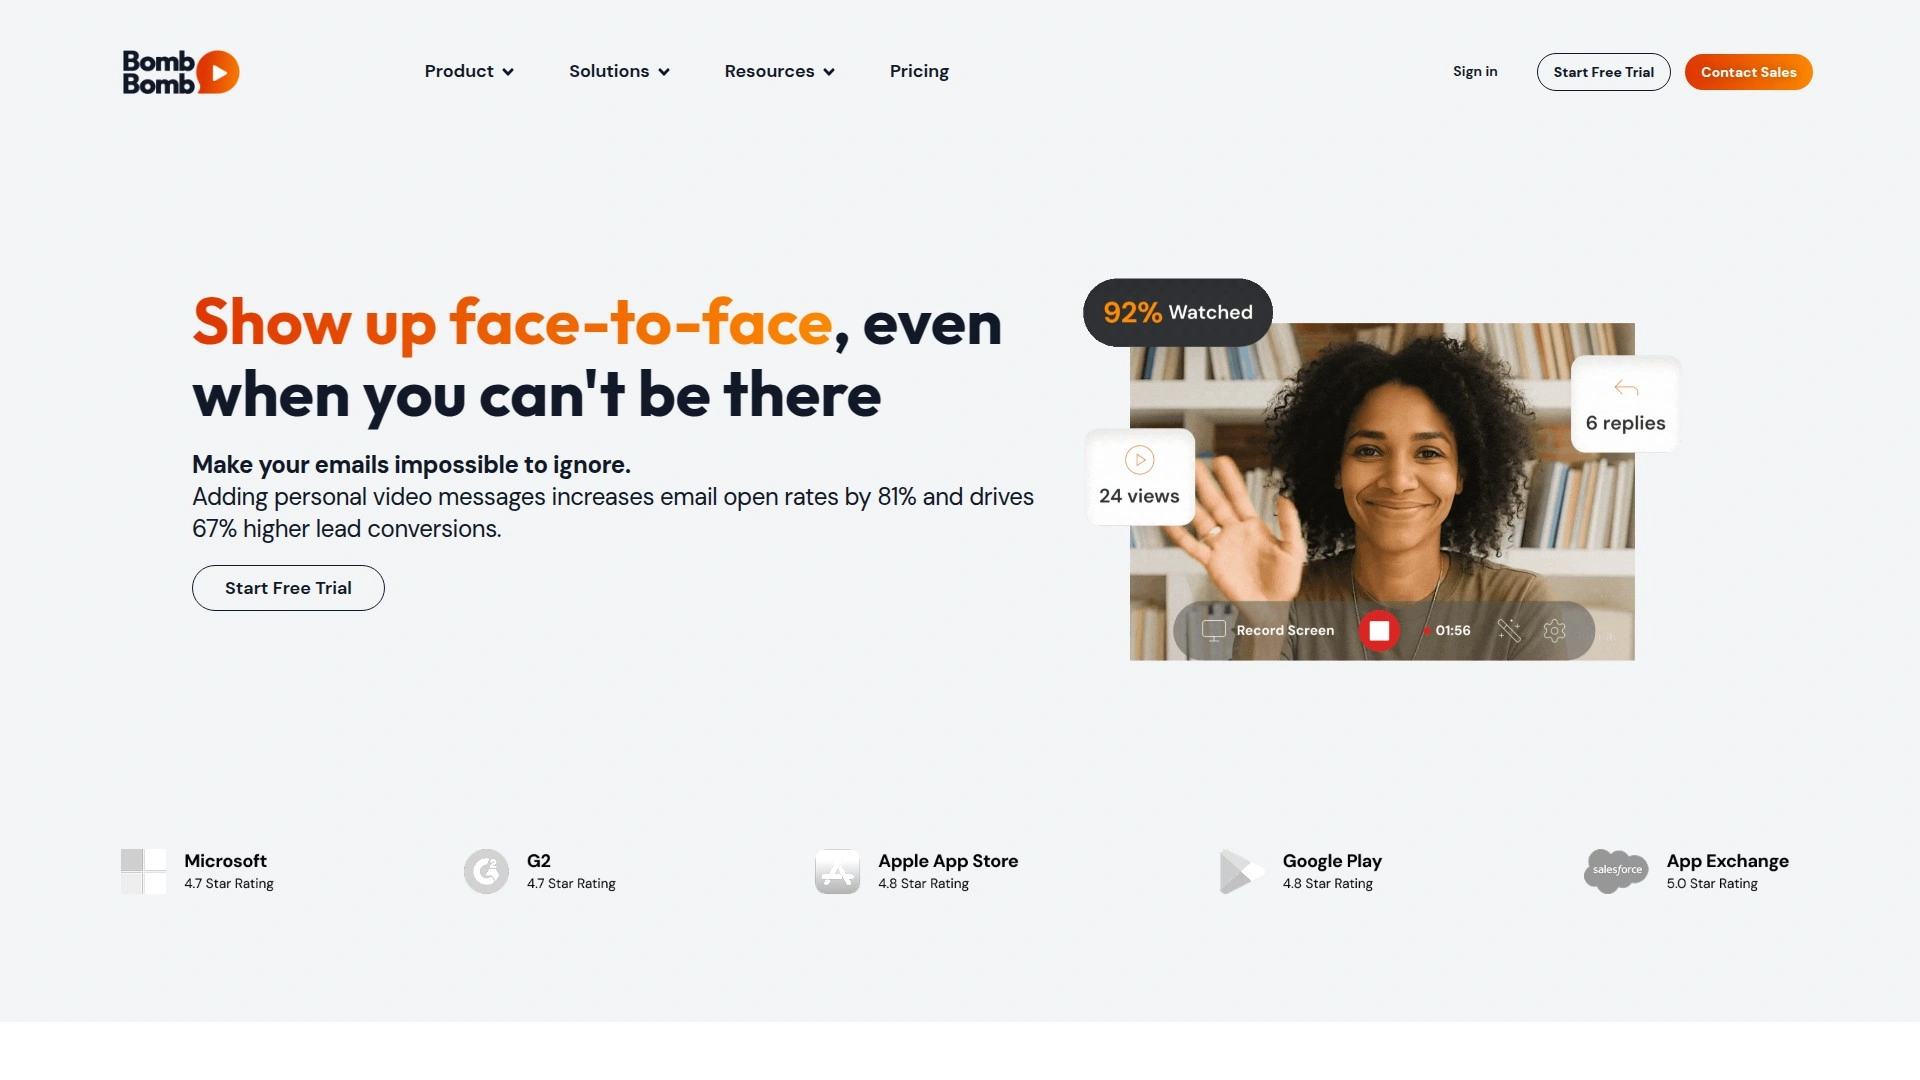 Bomb
Bomb
Product
Solutions
Resources
Pricing
Sign in
Start Free Trial
Contact Sales
Show up face-to-face, even
when you can't be there
Make your emails impossible to ignore.
Adding personal video messages increases email open rates by 81% and drives
67% higher lead conversions.
Start Free Trial
92% Watched
6 replies
24 views
Record Screen
01:56
Microsoft
4.7 Star Rating
G2
4.7 Star Rating
Apple App Store
4.8 Star Rating
Google Play
4.8 Star Rating
salesforce
App Exchange
5.0 Star Rating